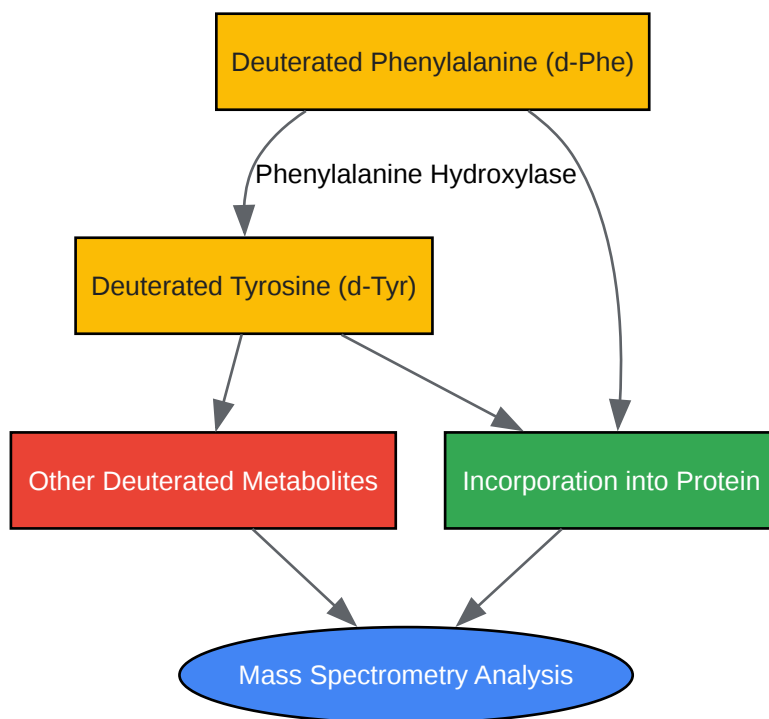 Deuterated Phenylalanine (d-Phe)
Phenylalanine Hydroxylase
Deuterated Tyrosine (d-Tyr)
Other Deuterated Metabolites
Incorporation into Protein
Mass Spectrometry Analysis